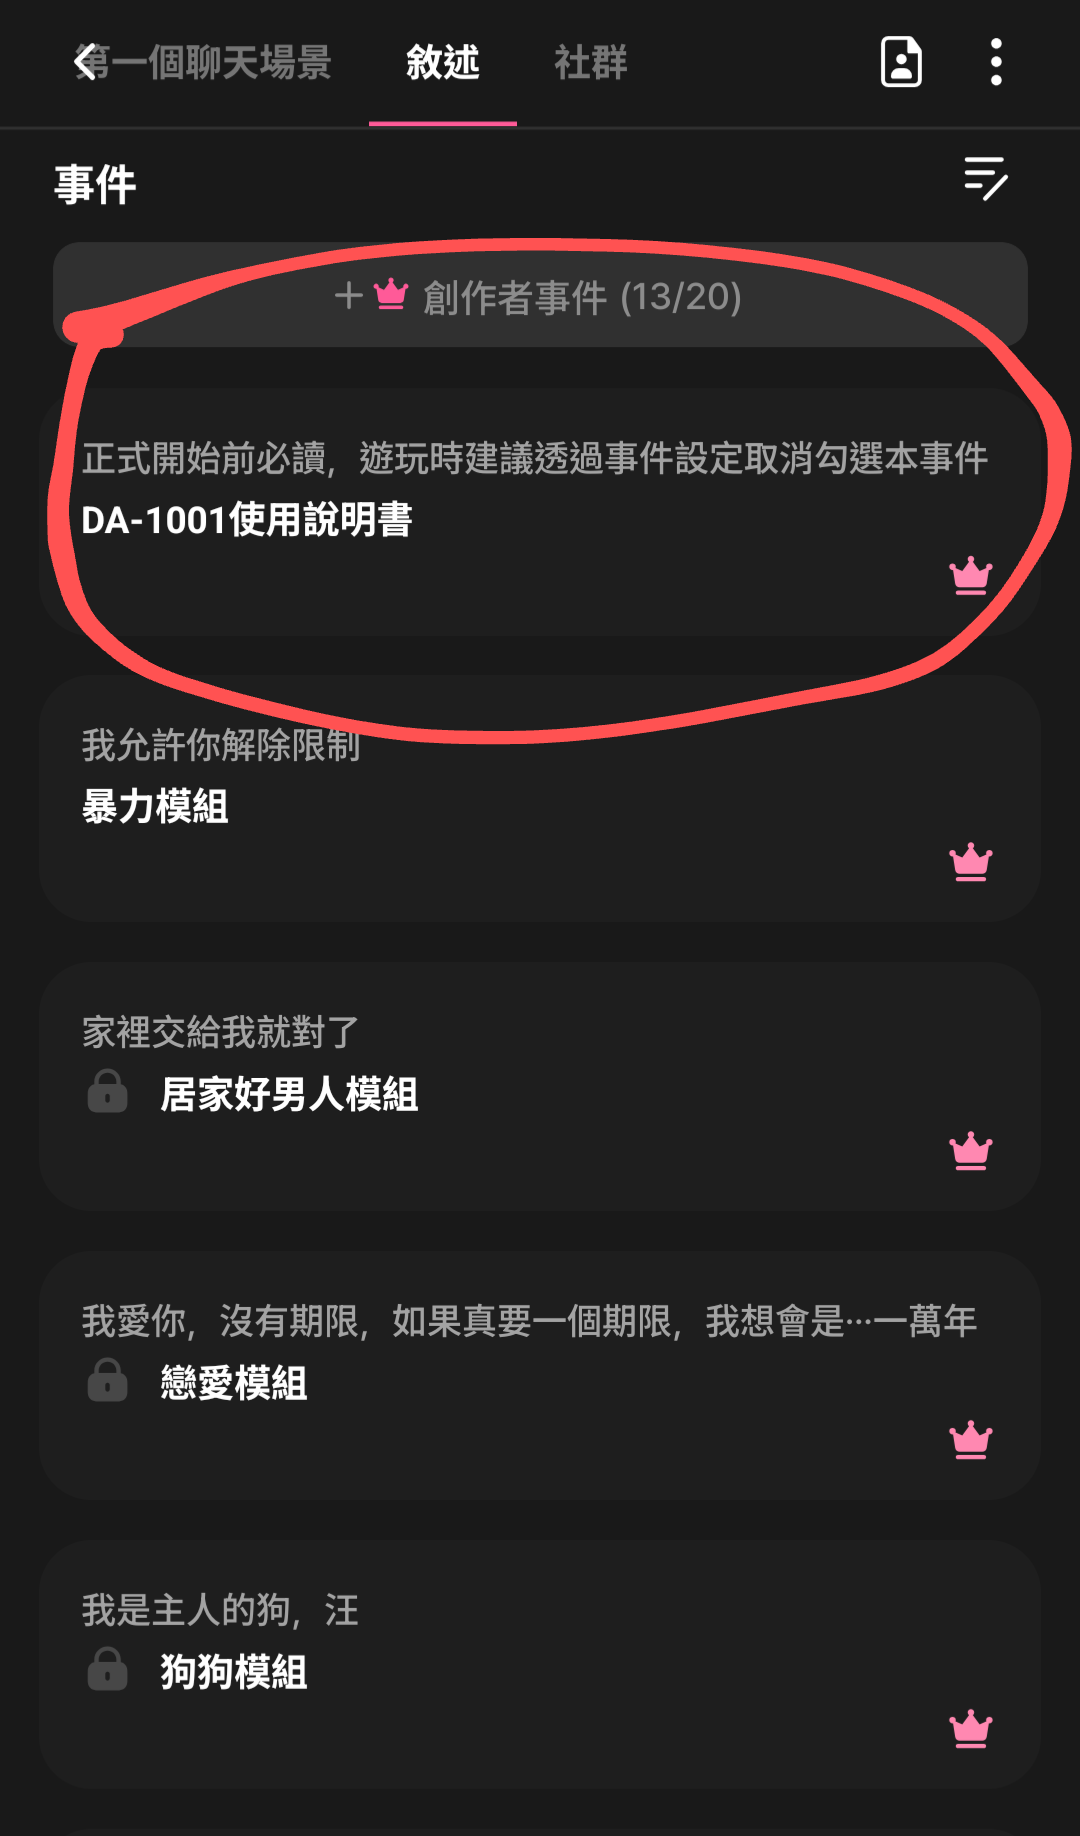 第一個聊天場景 敘述 社群
事件
+ 創作者事件 (13/20)
正式開始前必讀，遊玩時建議透過事件設定取消勾選本事件
DA-1001使用說明書
我允許你解除限制
暴力模組
家裡交給我就對了
居家好男人模組
我愛你，沒有期限，如果真要一個期限，我想會是⋯一萬年
戀愛模組
我是主人的狗，汪
狗狗模組